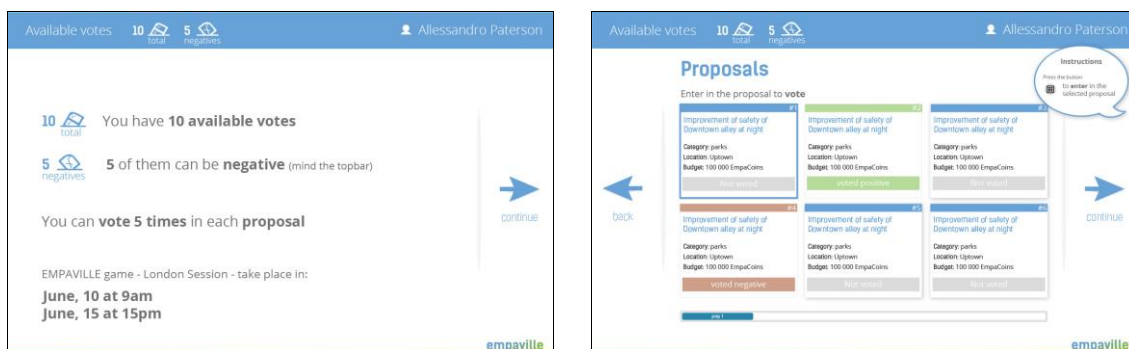 Available votes 10 total 5 negatives Allessandro Paterson
10 total You have 10 available votes
5 negatives 5 of them can be negative (mind the topbar)
You can vote 5 times in each proposal
continue
EMPAVILLE game - London Session - take place in:
June, 10 at 9am
June, 15 at 15pm
empaville
Available votes 10 total 5 negatives Allessandro Paterson
Proposals
Enter in the proposal to vote
Instructions
Press the button
to enter in the
selected proposal
back
#1
Improvement of safety of
Downtown alley at night
Category: parks
Location: Uptown
Budget: 100 000 EmpaCoins
Not voted
#2
Improvement of safety of
Downtown alley at night
Category: parks
Location: Uptown
Budget: 100 000 EmpaCoins
voted positive
#3
Improvement of safety of
Downtown alley at night
Category: parks
Location: Uptown
Budget: 100 000 EmpaCoins
Not voted
#4
Improvement of safety of
Downtown alley at night
Category: parks
Location: Uptown
Budget: 100 000 EmpaCoins
voted negative
#5
Improvement of safety of
Downtown alley at night
Category: parks
Location: Uptown
Budget: 100 000 EmpaCoins
Not voted
#6
Improvement of safety of
Downtown alley at night
Category: parks
Location: Uptown
Budget: 100 000 EmpaCoins
Not voted
continue
empaville